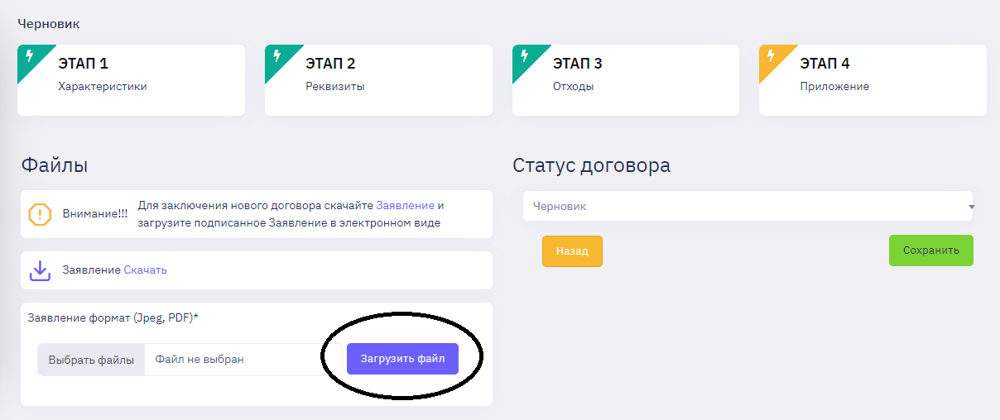 Черновик
ЭТАП 1
Характеристики
ЭТАП 2
Реквизиты
ЭТАП 3
Отходы
ЭТАП 4
Приложение
Файлы
Внимание!!!
Для заключения нового договора скачайте Заявление и
загрузите подписанное Заявление в электронном виде
Заявление Скачать
Заявление формат (Jpeg, PDF)*
Выбрать файлы Файл не выбран Загрузить файл
Статус договора
Черновик
Назад Сохранить